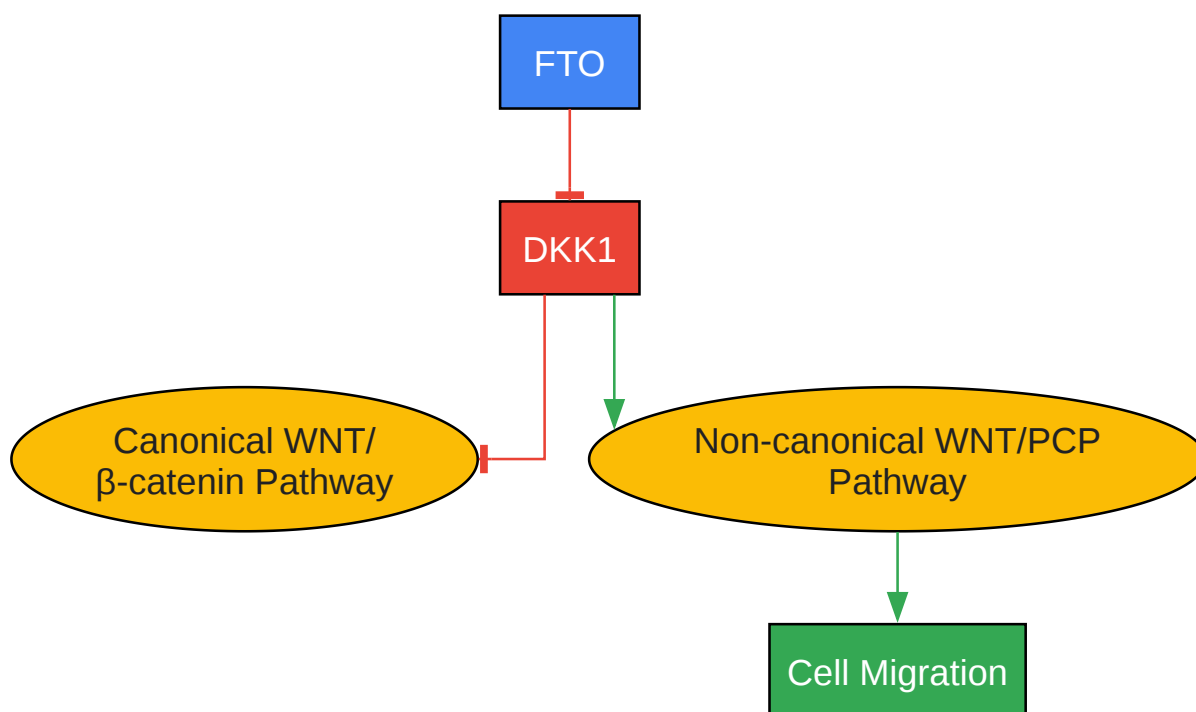 FTO
DKK1
Canonical WNT/
β-catenin Pathway
Non-canonical WNT/PCP
Pathway
Cell Migration